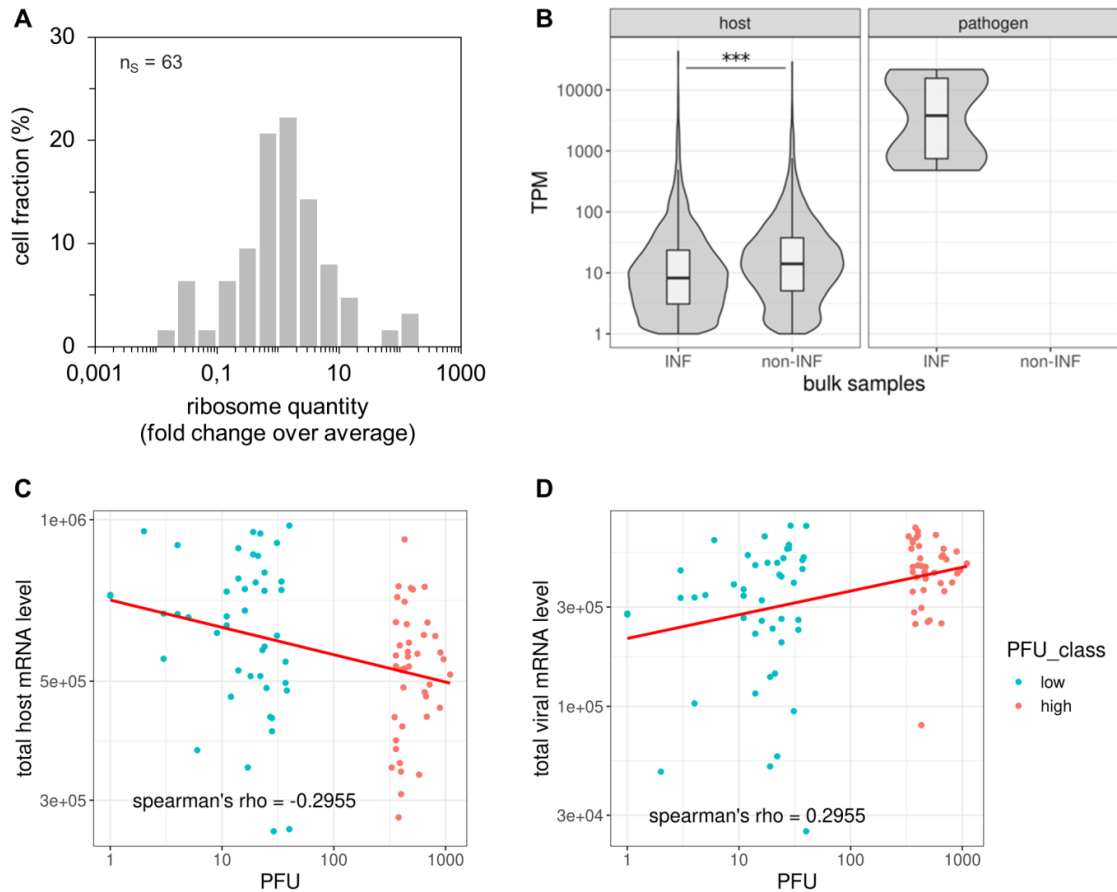 A
30
20
10
0
n_S = 63
cell fraction (%)
0,001
0,1
10
1000
ribosome quantity
(fold change over average)
B
host
pathogen
***
10000
1000
100
10
1
TPM
INF
non-INF
INF
non-INF
bulk samples
C
1e+06
5e+05
3e+05
total host mRNA level
spearman's rho = -0.2955
1
10
100
1000
PFU
D
3e+05
1e+05
3e+04
total viral mRNA level
spearman's rho = 0.2955
1
10
100
1000
PFU
PFU_class
low
high